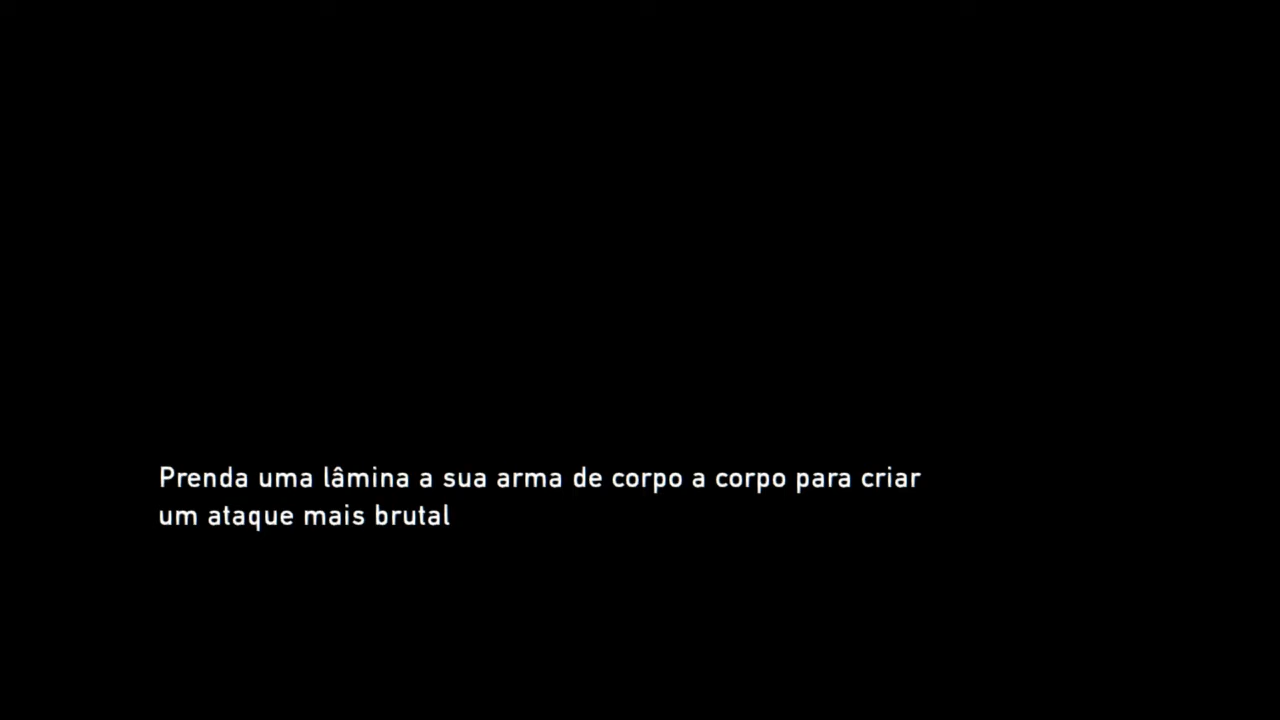 Prenda uma lâmina a sua arma de corpo a corpo para criar
um ataque mais brutal